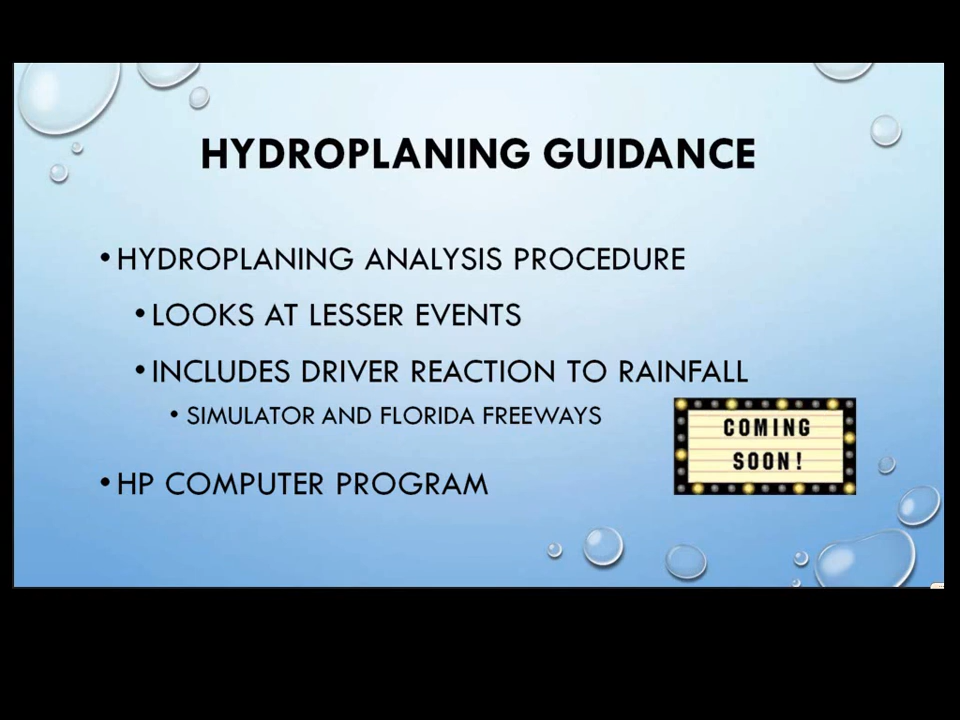 HYDROPLANING GUIDANCE
• HYDROPLANING ANALYSIS PROCEDURE
• LOOKS AT LESSER EVENTS
• INCLUDES DRIVER REACTION TO RAINFALL
• SIMULATOR AND FLORIDA FREEWAYS
COMING
SOON!
• HP COMPUTER PROGRAM